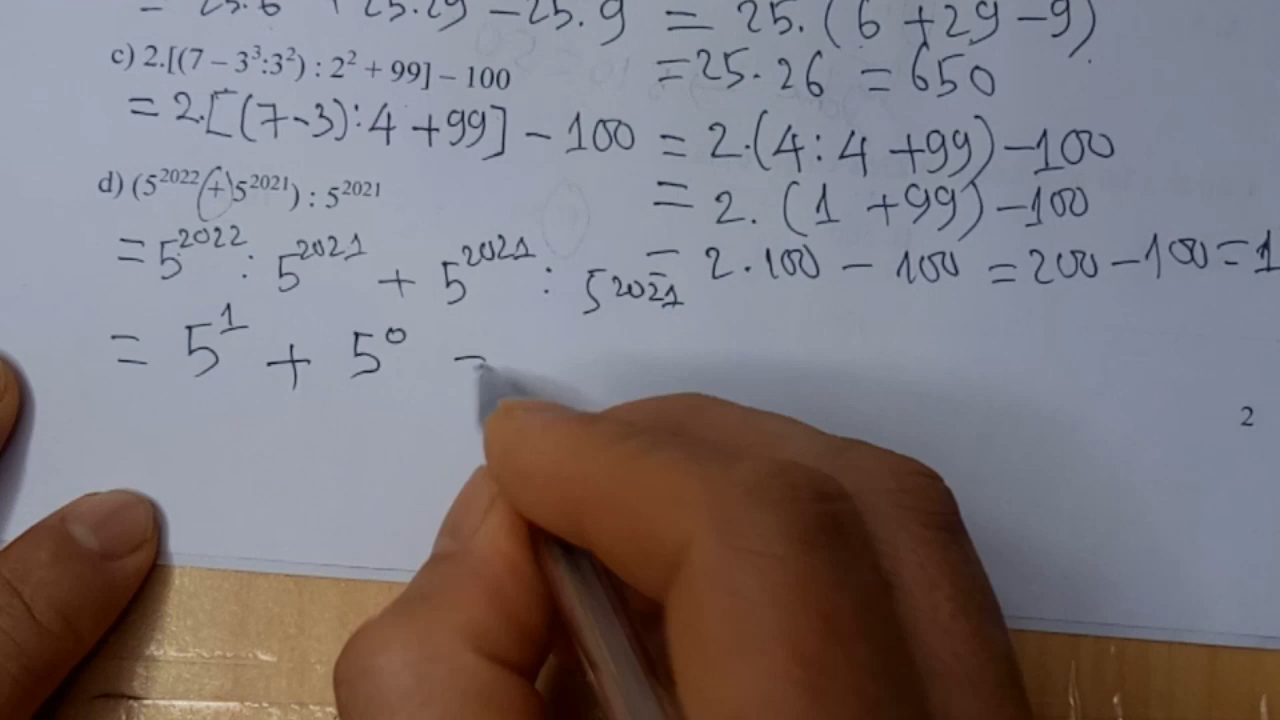 = 25.6 + 25.29 - 25.9 = 25.(6 + 29 - 9)
= 25.26 = 650
c) 2.[(7 – 3³:3²) : 2² + 99] – 100
= 2.[(7-3):4 + 99] - 100 = 2.(4:4 + 99) - 100
= 2.(1 + 99) - 100
= 2.100 - 100 = 200 - 100 = 1
d) (5²⁰²² + 5²⁰²¹) : 5²⁰²¹
= 5²⁰²² : 5²⁰²¹ + 5²⁰²¹ : 5²⁰²¹
= 5¹ + 5⁰
2